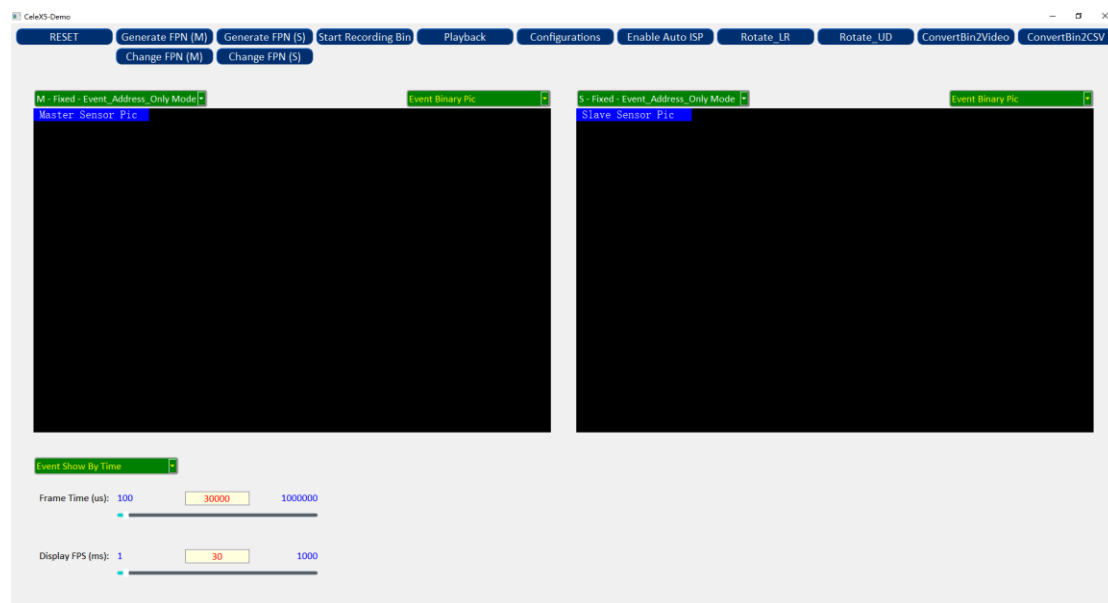 CeleX5-Demo
RESET Generate FPN (M) Generate FPN (S) Start Recording Bin Playback Configurations Enable Auto ISP Rotate_LR Rotate_UD ConvertBin2Video ConvertBin2CSV
Change FPN (M) Change FPN (S)
M - Fixed - Event_Address_Only Mode Event Binary Pic S - Fixed - Event_Address_Only Mode Event Binary Pic
Master Sensor Pic Slave Sensor Pic
Event Show By Time
Frame Time (us): 100 30000 1000000
Display FPS (ms): 1 30 1000